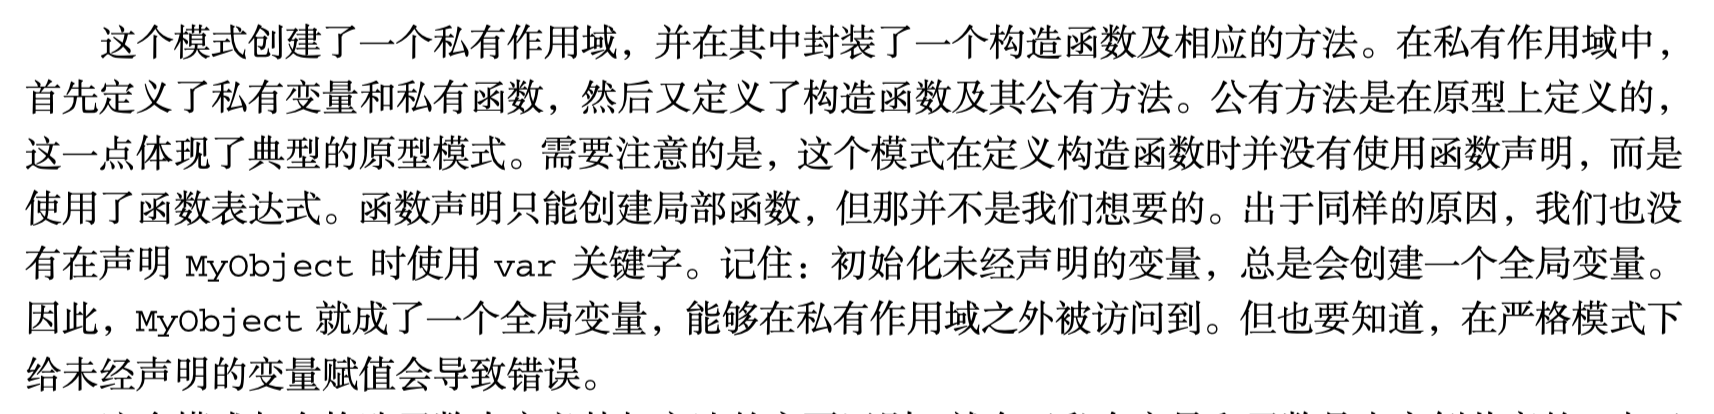 这个模式创建了一个私有作用域，并在其中封装了一个构造函数及相应的方法。在私有作用域中，
首先定义了私有变量和私有函数，然后又定义了构造函数及其公有方法。公有方法是在原型上定义的，
这一点体现了典型的原型模式。需要注意的是，这个模式在定义构造函数时并没有使用函数声明，而是
使用了函数表达式。函数声明只能创建局部函数，但那并不是我们想要的。出于同样的原因，我们也没
有在声明 MyObject 时使用 var 关键字。记住：初始化未经声明的变量，总是会创建一个全局变量。
因此，MyObject 就成了一个全局变量，能够在私有作用域之外被访问到。但也要知道，在严格模式下
给未经声明的变量赋值会导致错误。